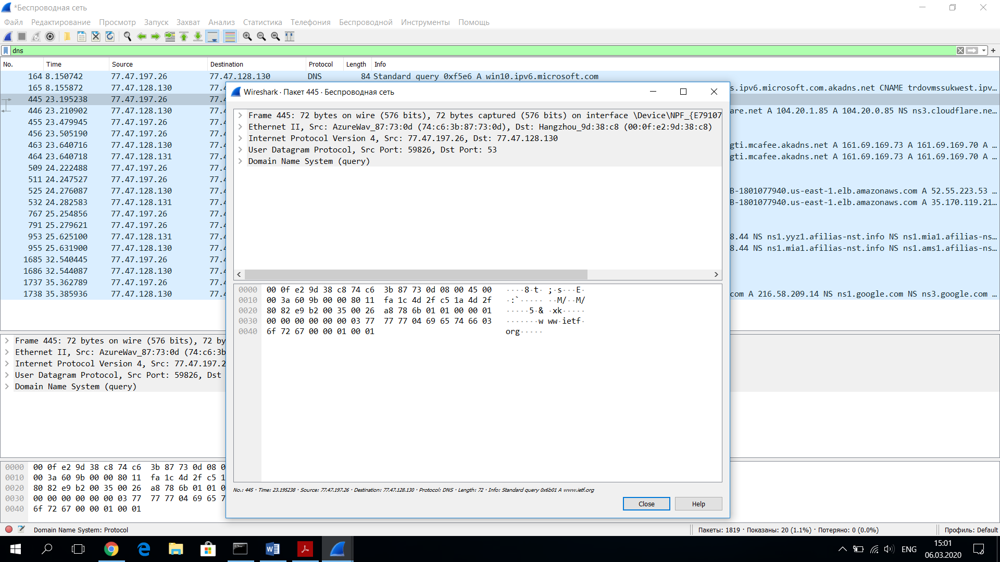 *Беспроводная сеть
Файл Редактирование Просмотр Запуск Захват Анализ Статистика Телефония Беспроводной Инструменты Помощь
dns
No. Time Source Destination Protocol Length Info
164 8.150742 77.47.197.26 77.47.128.130 DNS 84 Standard query 0xf5e6 A win10.ipv6.microsoft.com
165 8.155872 77.47.128.130 77.4 s.ipv6.microsoft.com.akadns.net CNAME trdovmssukwest.ipv…
445 23.195238 77.47.197.26 77.4
446 23.210902 77.47.128.130 77.4 are.net A 104.20.1.85 A 104.20.0.85 NS ns3.cloudflare.ne…
455 23.479945 77.47.197.26 77.4
456 23.505190 77.47.197.26 77.4
463 23.640716 77.47.128.130 77.4 gti.mcafee.akadns.net A 161.69.169.73 A 161.69.169.70 A …
464 23.640718 77.47.128.131 77.4 gti.mcafee.akadns.net A 161.69.169.73 A 161.69.169.70 A …
509 24.222488 77.47.197.26 77.4
511 24.247527 77.47.197.26 77.4
525 24.276087 77.47.128.130 77.4 B-1801077940.us-east-1.elb.amazonaws.com A 52.55.223.53 …
532 24.282583 77.47.128.131 77.4 B-1801077940.us-east-1.elb.amazonaws.com A 35.170.119.21…
767 25.254856 77.47.197.26 77.4
791 25.279621 77.47.197.26 77.4
953 25.625100 77.47.128.131 77.4 8.44 NS ns1.yyz1.afilias-nst.info NS ns1.mia1.afilias-ns…
955 25.631900 77.47.128.130 77.4 8.44 NS ns1.mia1.afilias-nst.info NS ns1.ams1.afilias-ns…
1685 32.540445 77.47.197.26 77.4
1686 32.544087 77.47.128.130 77.4
1737 35.362789 77.47.197.26 77.4
1738 35.385936 77.47.128.130 77.4 com A 216.58.209.14 NS ns1.google.com NS ns3.google.com …
Wireshark · Пакет 445 · Беспроводная сеть
Frame 445: 72 bytes on wire (576 bits), 72 bytes captured (576 bits) on interface \Device\NPF_{E79107
Ethernet II, Src: AzureWav_87:73:0d (74:c6:3b:87:73:0d), Dst: Hangzhou_9d:38:c8 (00:0f:e2:9d:38:c8)
Internet Protocol Version 4, Src: 77.47.197.26, Dst: 77.47.128.130
User Datagram Protocol, Src Port: 59826, Dst Port: 53
Domain Name System (query)
0000 00 0f e2 9d 38 c8 74 c6 3b 87 73 0d 08 00 45 00 ····8·t· ;·s···E·
0010 00 3a 60 9b 00 00 80 11 fa 1c 4d 2f c5 1a 4d 2f ·:`····· ··M/··M/
0020 80 82 e9 b2 00 35 00 26 a8 78 6b 01 01 00 00 01 ·····5·& ·xk·····
0030 00 00 00 00 00 00 03 77 77 77 04 69 65 74 66 03 ·······w ww·ietf·
0040 6f 72 67 00 00 01 00 01 org·····
No.: 445 · Time: 23.195238 · Source: 77.47.197.26 · Destination: 77.47.128.130 · Protocol: DNS · Length: 72 · Info: Standard query 0x6b01 A www.ietf.org
Close Help
Frame 445: 72 bytes on wire (576 bits), 72 by
Ethernet II, Src: AzureWav_87:73:0d (74:c6:3b
Internet Protocol Version 4, Src: 77.47.197.2
User Datagram Protocol, Src Port: 59826, Dst
Domain Name System (query)
0000 00 0f e2 9d 38 c8 74 c6 3b 87 73 0d 08 0
0010 00 3a 60 9b 00 00 80 11 fa 1c 4d 2f c5 1
0020 80 82 e9 b2 00 35 00 26 a8 78 6b 01 01 0
0030 00 00 00 00 00 00 03 77 77 77 04 69 65 7
0040 6f 72 67 00 00 01 00 01
Domain Name System: Protocol
Пакеты: 1819 · Показаны: 20 (1.1%) · Потеряно: 0 (0.0%)
Профиль: Default
ENG
15:01
06.03.2020